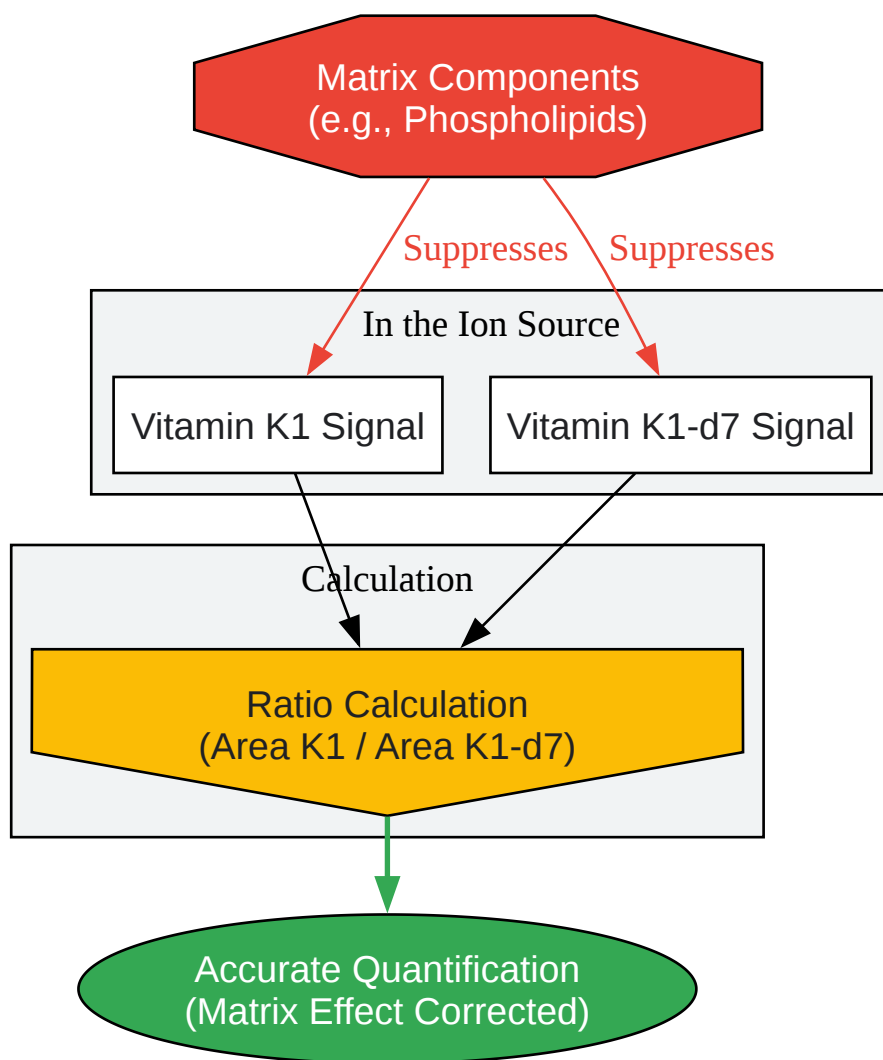 Matrix Components
(e.g., Phospholipids)
Suppresses
Suppresses
In the Ion Source
Vitamin K1 Signal
Vitamin K1-d7 Signal
Calculation
Ratio Calculation
(Area K1 / Area K1-d7)
Accurate Quantification
(Matrix Effect Corrected)